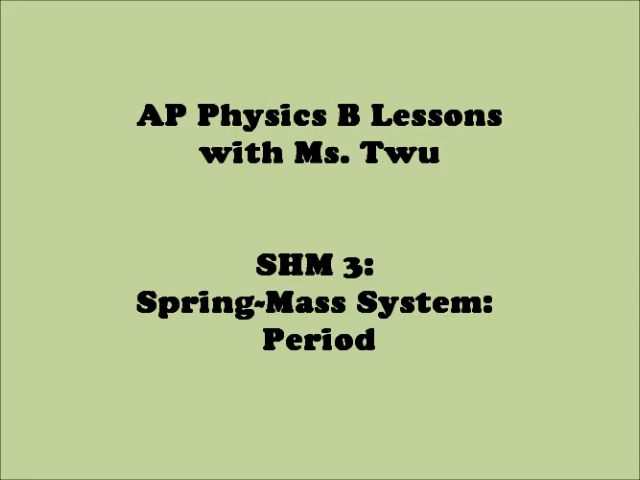 AP Physics B Lessons
with Ms. Twu
SHM 3:
Spring-Mass System:
Period